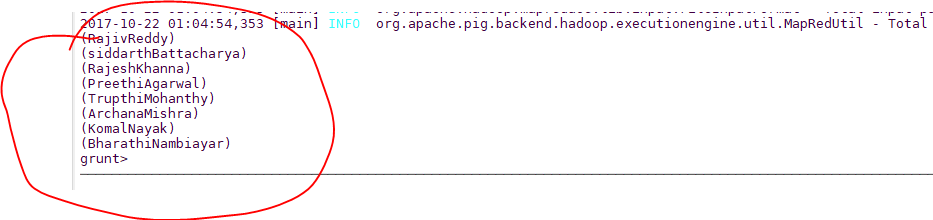 2017-10-22 01:04:54,353 [main] INFO org.apache.pig.backend.hadoop.executionengine.util.MapRedUtil - Total
(RajivReddy)
(siddarthBattacharya)
(RajeshKhanna)
(PreethiAgarwal)
(TrupthiMohanthy)
(ArchanaMishra)
(KomalNayak)
(BharathiNambiayar)
grunt>